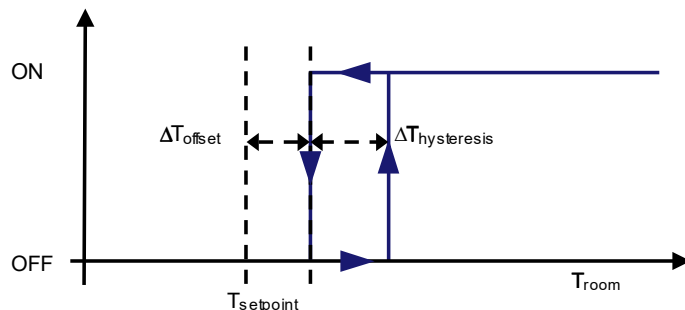 ON
ΔToffset
ΔThysteresis
OFF
Troom
Tsetpoint